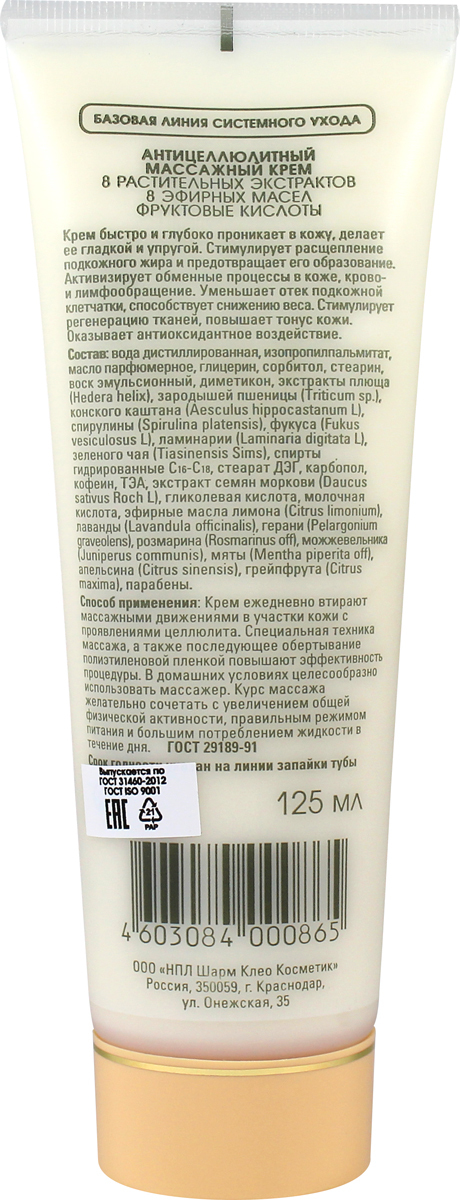 БАЗОВАЯ ЛИНИЯ СИСТЕМНОГО УХОДА
АНТИЦЕЛЛЮЛИТНЫЙ
МАССАЖНЫЙ КРЕМ
8 РАСТИТЕЛЬНЫХ ЭКСТРАКТОВ
8 ЭФИРНЫХ МАСЕЛ
ФРУКТОВЫЕ КИСЛОТЫ
Крем быстро и глубоко проникает в кожу, делает
ее гладкой и упругой. Стимулирует расщепление
подкожного жира и предотвращает его образование.
Активизирует обменные процессы в коже, крово-
и лимфообращение. Уменьшает отек подкожной
клетчатки, способствует снижению веса. Стимулирует
регенерацию тканей, повышает тонус кожи.
Оказывает антиоксидантное воздействие.
Состав: вода дистиллированная, изопропилпальмитат,
масло парфюмерное, глицерин, сорбитол, стеарин,
воск эмульсионный, диметикон, экстракты плюща
(Hedera helix), зародышей пшеницы (Triticum sp.),
конского каштана (Aesculus hippocastanum L),
спирулины (Spirulina platensis), фукуса (Fukus
vesiculosus L), ламинарии (Laminaria digitata L),
зеленого чая (Tiasinensis Sims), спирты
гидрированные C16-C18, стеарат ДЭГ, карбопол,
кофеин, ТЭА, экстракт семян моркови (Daucus
sativus Roch L), гликолевая кислота, молочная
кислота, эфирные масла лимона (Citrus limonium),
лаванды (Lavandula officinalis), герани (Pelargonium
graveolens), розмарина (Rosmarinus off), можжевельника
(Juniperus communis), мяты (Mentha piperita off),
апельсина (Citrus sinensis), грейпфрута (Citrus
maxima), парабены.
Способ применения: Крем ежедневно втирают
массажными движениями в участки кожи с
проявлениями целлюлита. Специальная техника
массажа, а также последующее обертывание
полиэтиленовой пленкой повышают эффективность
процедуры. В домашних условиях целесообразно
использовать массажер. Курс массажа
желательно сочетать с увеличением общей
физической активности, правильным режимом
питания и большим потреблением жидкости в
течение дня. ГОСТ 29189-91
Срок годности на линии запайки тубы
Выпускается по
ГОСТ 31460-2012
ГОСТ ISO 9001
EAC 21
PAP
125 МЛ
4 603084 000865
ООО «НПЛ Шарм Клео Косметик»
Россия, 350059, г. Краснодар,
ул. Онежская, 35